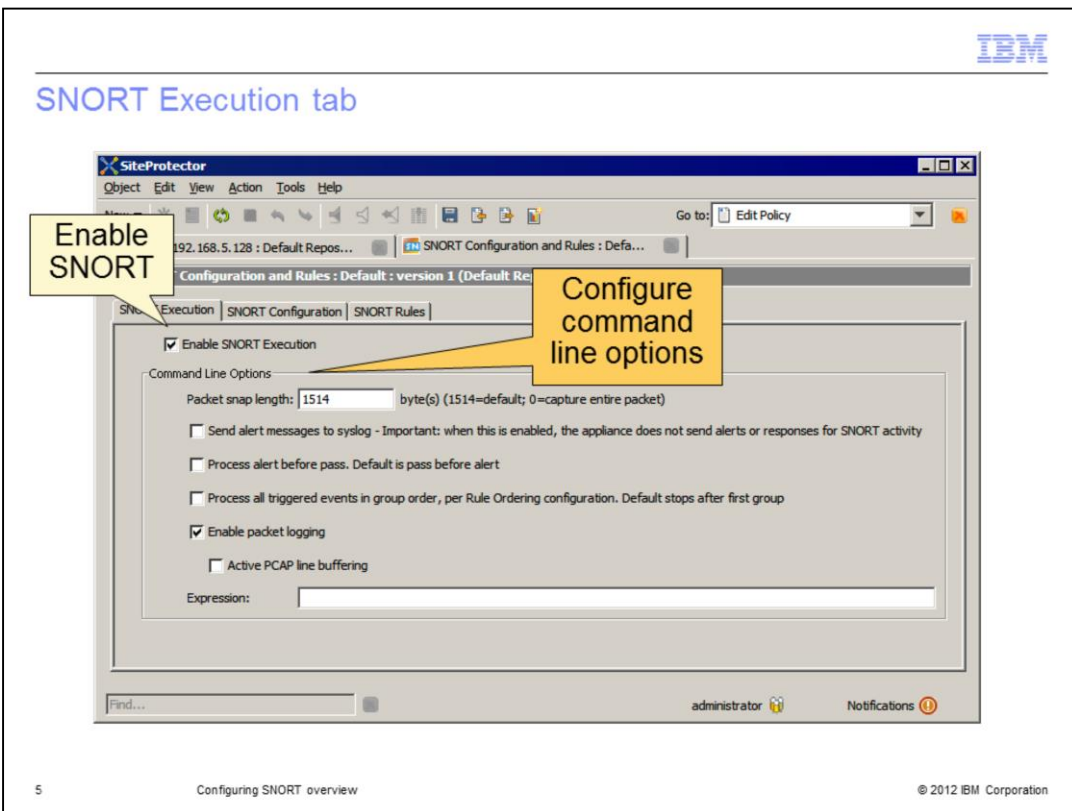 IBM
SNORT Execution tab
SiteProtector
Object Edit View Action Tools Help
Go to: Edit Policy
Enable
SNORT
192.168.5.128 : Default Repos...
SNORT Configuration and Rules : Defa...
Configuration and Rules : Default : version 1 (Default Re
Configure
command
line options
Execution
SNORT Configuration
SNORT Rules
Enable SNORT Execution
Command Line Options
Packet snap length: 1514 byte(s) (1514=default; 0=capture entire packet)
Send alert messages to syslog - Important: when this is enabled, the appliance does not send alerts or responses for SNORT activity
Process alert before pass. Default is pass before alert
Process all triggered events in group order, per Rule Ordering configuration. Default stops after first group
Enable packet logging
Active PCAP line buffering
Expression:
Find...
administrator
Notifications
5
Configuring SNORT overview
© 2012 IBM Corporation